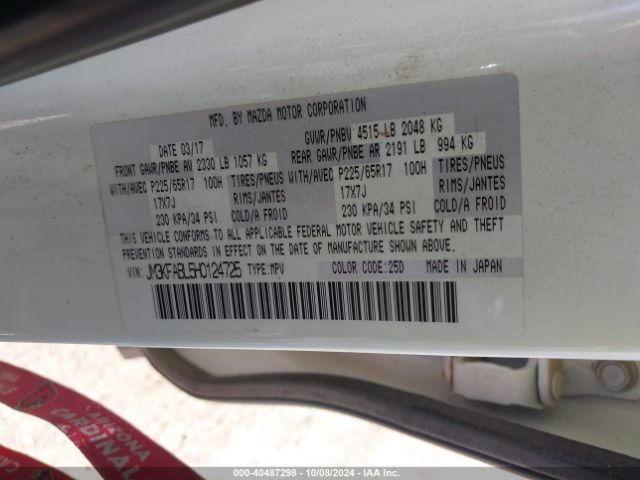 MFD. BY MAZDA MOTOR CORPORATION
DATE 03/17 GVWR/PNBV 4515 LB 2048 KG
FRONT GAWR/PNBE AV 2330 LB 1057 KG REAR GAWR/PNBE AR 2191 LB 994 KG
WITH/AVEC P225/65R17 100H TIRES/PNEUS WITH/AVEC P225/65R17 100H TIRES/PNEUS
17X7J RIMS/JANTES 17X7J RIMS/JANTES
230 KPA/34 PSI COLD/A FROID 230 KPA/34 PSI COLD/A FROID
THIS VEHICLE CONFORMS TO ALL APPLICABLE FEDERAL MOTOR VEHICLE SAFETY AND THEFT
PREVENTION STANDARDS IN EFFECT ON THE DATE OF MANUFACTURE SHOWN ABOVE.
VIN: JM3KFABL5H0124725 TYPE:MPV COLOR CODE:25D MADE IN JAPAN
ARIZONA
CARDINAL
000-40487298 - 10/08/2024 - IAA Inc.